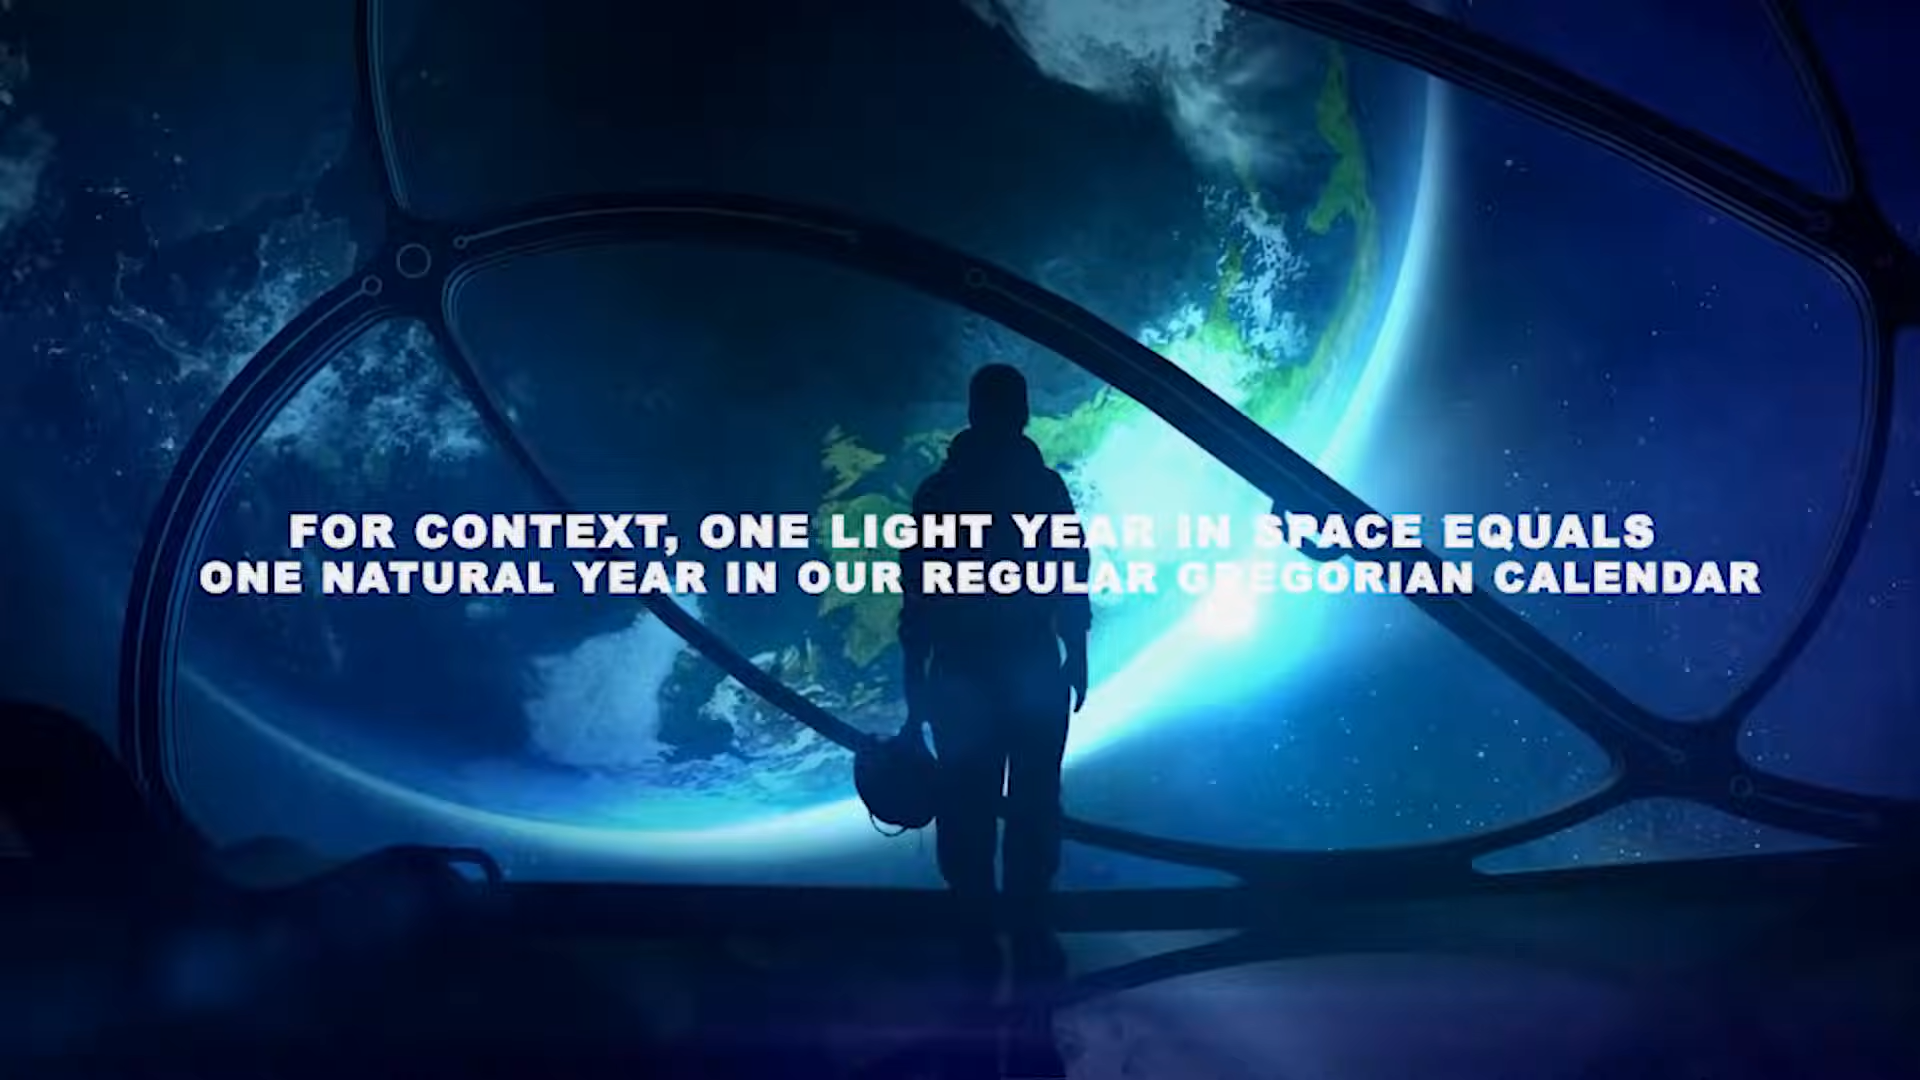 FOR CONTEXT, ONE LIGHT YEAR IN SPACE EQUALS
ONE NATURAL YEAR IN OUR REGULAR GREGORIAN CALENDAR